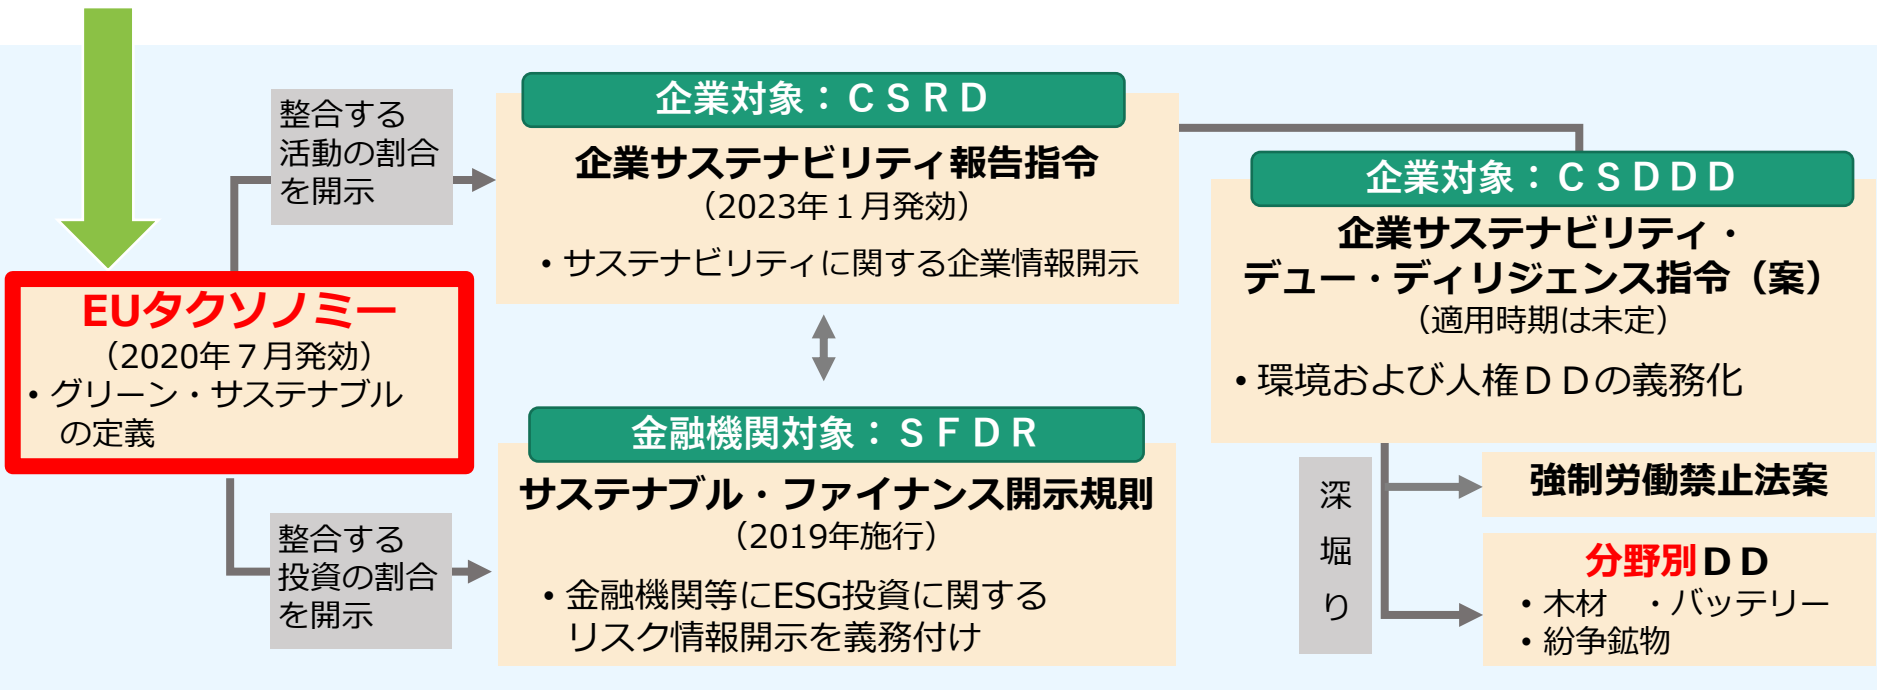 整合する
活動の割合
を開示
企業対象：ＣＳＲＤ
企業サステナビリティ報告指令
（2023年１月発効）
・サステナビリティに関する企業情報開示
企業対象：ＣＳＤＤＤ
企業サステナビリティ・
デュー・ディリジェンス指令（案）
（適用時期は未定）
・環境および人権ＤＤの義務化
EUタクソノミー
（2020年７月発効）
・グリーン・サステナブル
の定義
金融機関対象：ＳＦＤＲ
サステナブル・ファイナンス開示規則
（2019年施行）
・金融機関等にESG投資に関する
リスク情報開示を義務付け
整合する
投資の割合
を開示
深
堀
り
強制労働禁止法案
分野別ＤＤ
・木材　・バッテリー
・紛争鉱物